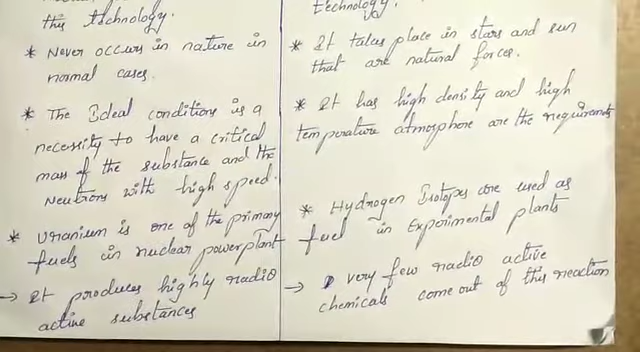 this technology.
* Never occurs in nature in
normal cases.
* The Ideal conditions is a
necessity to have a critical
mass of the substance and the
Neutrons with high speed.
* Uranium is one of the primary
fuels in nuclear powerplant
→ It produces highly radio
active substances
technology.
* It takes place in stars and sun
that are natural forces.
* It has high density and high
temperature atmosphere are the requirments
* Hydrogen Isotopes are used as
fuel in Experimental plants
→ very few radio active
chemicals come out of this reaction